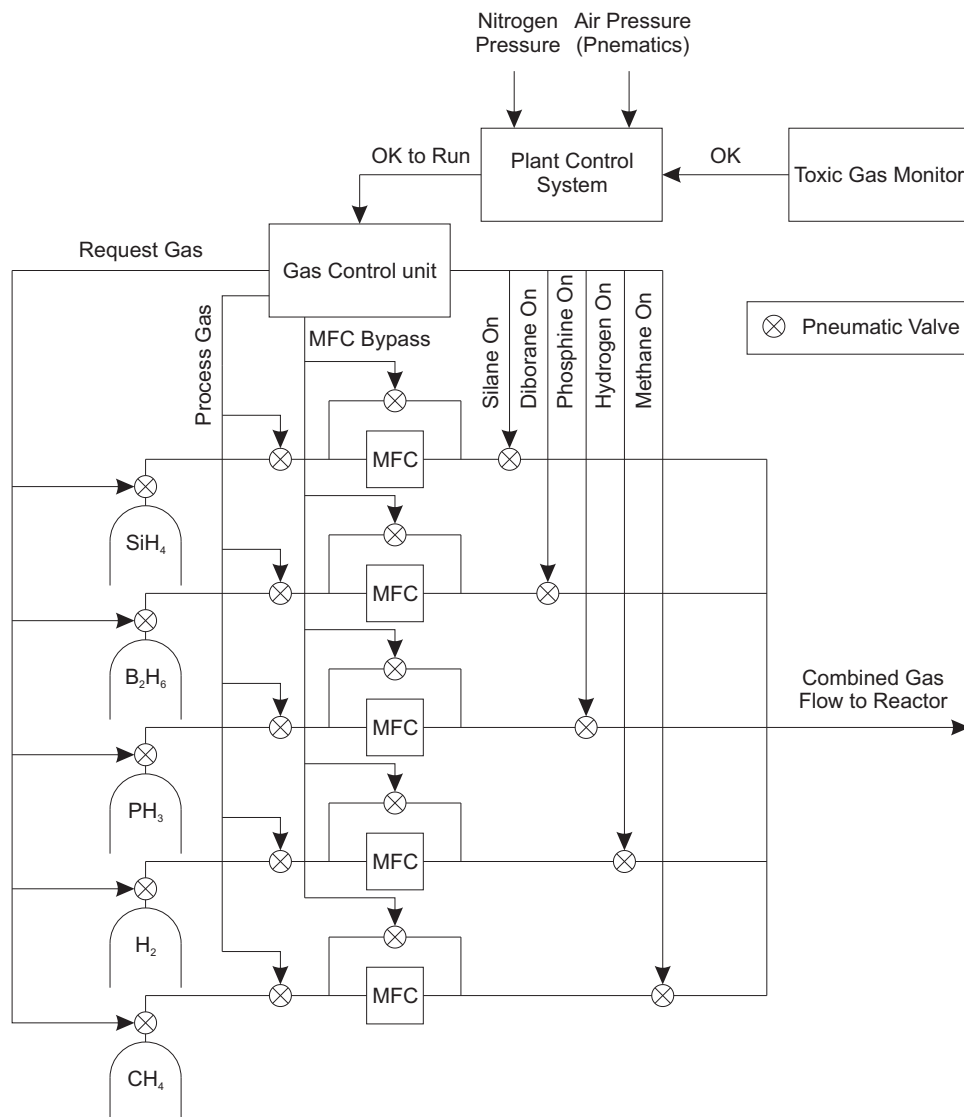 Nitrogen
Pressure
Air Pressure
(Pnematics)
OK to Run
Plant Control
System
OK
Toxic Gas Monitor
Request Gas
Gas Control unit
Process Gas
MFC Bypass
Silane On
Diborane On
Phosphine On
Hydrogen On
Methane On
Pneumatic Valve
MFC
SiH₄
MFC
B₂H₆
MFC
Combined Gas
Flow to Reactor
PH₃
MFC
H₂
MFC
CH₄